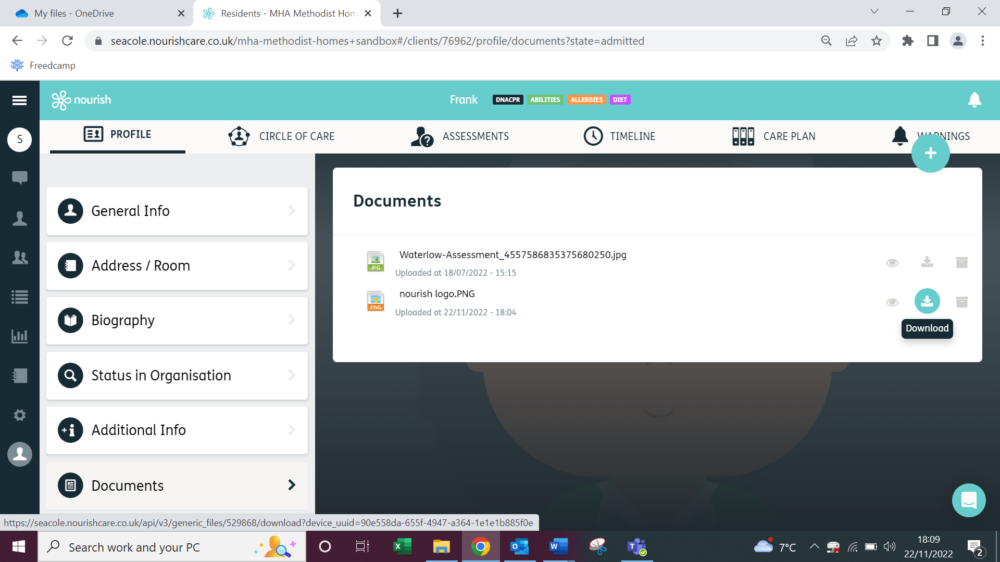 My files - OneDrive
Residents - MHA Methodist Hom
seacole.nourishcare.co.uk/mha-methodist-homes+sandbox#/clients/76962/profile/documents?state=admitted
Freedcamp
nourish
Frank DNACPR ABILITIES ALLERGIES DIET
PROFILE CIRCLE OF CARE ASSESSMENTS TIMELINE CARE PLAN WARNINGS
S
General Info
Address / Room
Biography
Status in Organisation
Additional Info
Documents
Documents
JPG
Waterlow-Assessment_4557586835375680250.jpg
Uploaded at 18/07/2022 - 15:15
PNG
nourish logo.PNG
Uploaded at 22/11/2022 - 18:04
Download
https://seacole.nourishcare.co.uk/api/v3/generic_files/529868/download?device_uuid=90e558da-655f-4947-a364-1e1e1b885f0e
Search work and your PC
7°C
18:09
22/11/2022
2